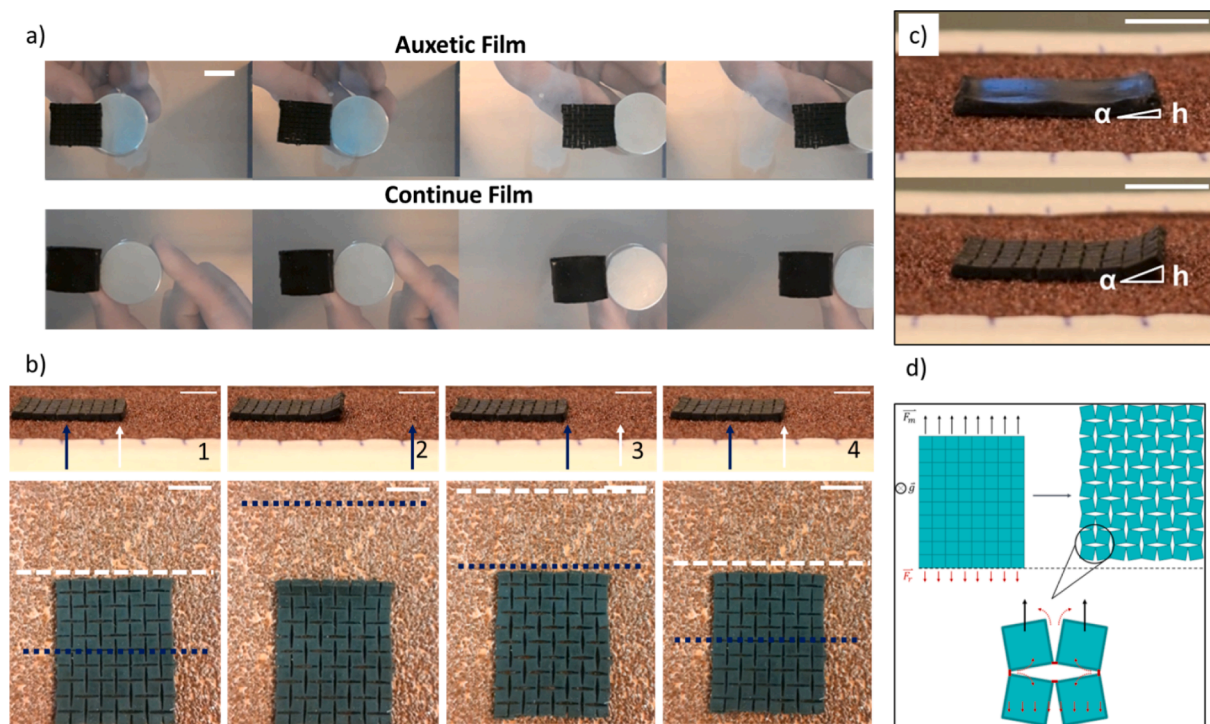 a)
Auxetic Film
Continue Film
b)
1
2
3
4
c)
α h
α h
d)
F_m
g
F_r